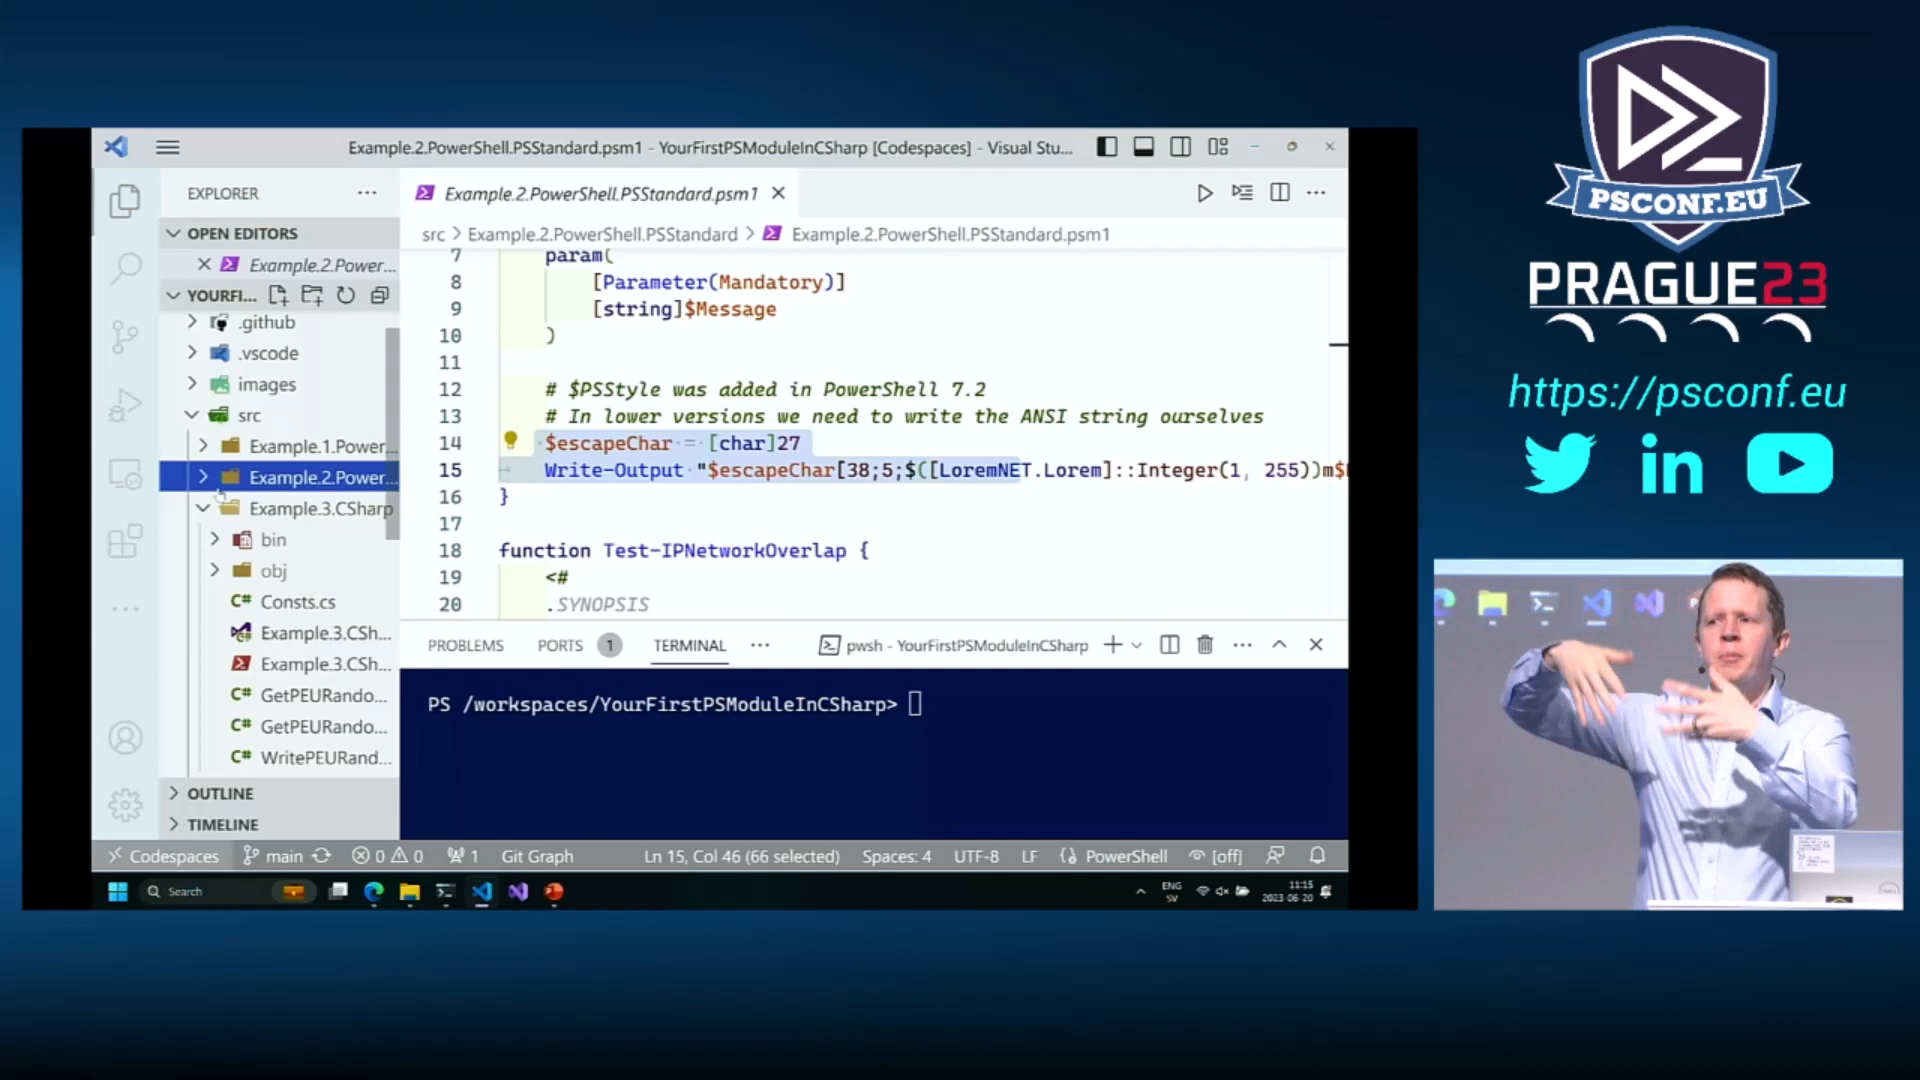 Example.2.PowerShell.PSStandard.psm1 - YourFirstPSModuleInCSharp [Codespaces] - Visual Stu...
EXPLORER
OPEN EDITORS
Example.2.Power...
YOURFI...
.github
.vscode
images
src
Example.1.Power...
Example.2.Power...
Example.3.CSharp
bin
obj
C# Consts.cs
Example.3.CSh...
Example.3.CSh...
C# GetPEURando...
C# GetPEURando...
C# WritePEURand...
OUTLINE
TIMELINE
Example.2.PowerShell.PSStandard.psm1
src > Example.2.PowerShell.PSStandard > Example.2.PowerShell.PSStandard.psm1
7 param(
8 [Parameter(Mandatory)]
9 [string]$Message
10 )
11
12 # $PSStyle was added in PowerShell 7.2
13 # In lower versions we need to write the ANSI string ourselves
14 $escapeChar = [char]27
15 Write-Output "$escapeChar[38;5;$([LoremNET.Lorem]::Integer(1, 255))m$
16 }
17
18 function Test-IPNetworkOverlap {
19 <#
20 .SYNOPSIS
PROBLEMS PORTS 1 TERMINAL ... pwsh - YourFirstPSModuleInCSharp
PS /workspaces/YourFirstPSModuleInCSharp>
Codespaces main 0 0 1 Git Graph Ln 15, Col 46 (66 selected) Spaces: 4 UTF-8 LF PowerShell [off]
Search
ENG
SV
11:15
2023-06-20
PSCONF.EU
PRAGUE23
https://psconf.eu
in